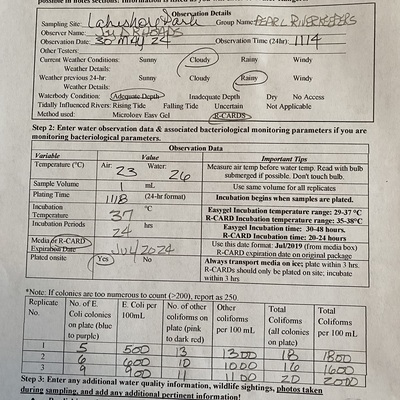 possible in notes sections.
Observation Details
Sampling Site: Lakeshore Park Group Name: PEARL RIVERKEEPERS
Observer Name: JUD RHOADS
Observation Date: 30 May 24 Observation Time (24hr): 1114
Other Testers:
Current Weather Conditions: Sunny Cloudy Rainy Windy
Weather Details:
Weather previous 24-hr: Sunny Cloudy Rainy Windy
Weather Details:
Waterbody Condition: Adequate Depth Inadequate Depth Dry No Access
Tidally Influenced Rivers: Rising Tide Falling Tide Uncertain Not Applicable
Method used: Microloev Easy Gel R-CARDS
Step 2: Enter water observation data & associated bacteriological monitoring parameters if you are
monitoring bacteriological parameters.
Observation Data
Variable Value Important Tips
Temperature (°C) Air: 23 Water: 26 Measure air temp before water temp. Read with bulb
submerged if possible. Don't touch bulb.
Sample Volume 1 mL Use same volume for all replicates
Plating Time 1118 (24-hr format) Incubation begins when samples are plated.
Incubation Temperature 37 °C Easygel Incubation temperature range: 29-37 °C
R-CARD Incubation temperature range: 35-38°C
Incubation Periods 24 hrs Easygel Incubation time: 30-48 hours.
R-CARD Incubation time: 20-24 hours
Media or R-CARD Expiration Date Jul 2024 Use this date format: Jul/2019 (from media box)
R-CARD expiration date on original package
Plated onsite Yes No Always transport media on ice; plate within 3 hrs.
R-CARDs should only be plated on site; incubate
within 3 hrs
*Note: If colonies are too numerous to count (>200), report as 250
Replicate No. No. of E. Coli colonies on plate (blue to purple) E. Coli per 100mL No. of other coliforms on plate (pink to dark red) Other coliforms per 100 mL Total Coliforms (all colonies on plate) Total Coliforms per 100 mL
1 5 500 13 1300 18 1800
2 6 600 10 1000 16 1600
3 9 900 11 1100 20 2000
Step 3: Enter any additional water quality information, wildlife sightings, photos taken
during sampling, and add any additional pertinent information!